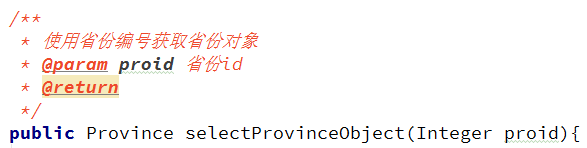 /**
* 使用省份编号获取省份对象
* @param proid 省份id
* @return
*/
public Province selectProvinceObject(Integer proid){